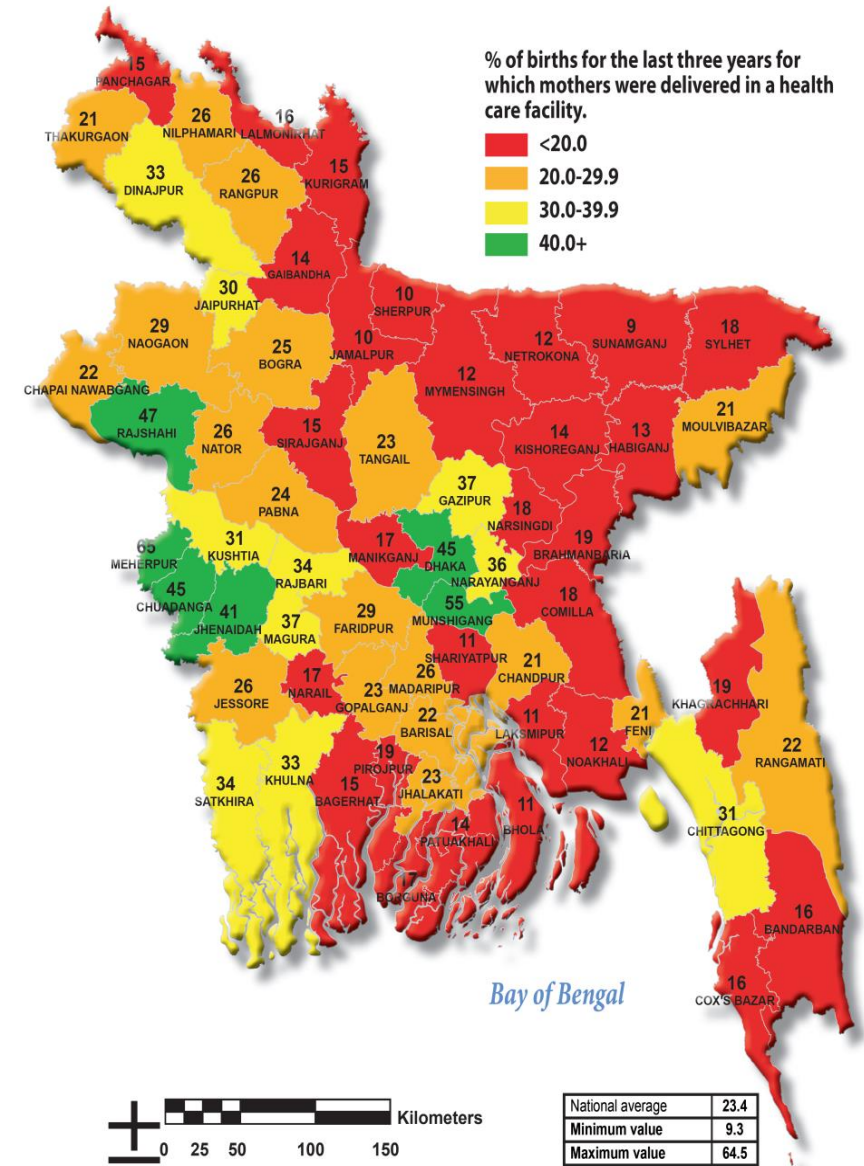 % of births for the last three years for
which mothers were delivered in a health
care facility.
<20.0
20.0-29.9
30.0-39.9
40.0+
15
PANCHAGAR
21
THAKURGAON
26
NILPHAMARI
16
LALMONIRHAT
33
DINAJPUR
26
RANGPUR
15
KURIGRAM
14
GAIBANDHA
30
JAIPURHAT
10
SHERPUR
29
NAOGAON
25
BOGRA
10
JAMALPUR
12
MYMENSINGH
12
NETROKONA
9
SUNAMGANJ
18
SYLHET
22
CHAPAI NAWABGANG
47
RAJSHAHI
26
NATOR
15
SIRAJGANJ
23
TANGAIL
14
KISHOREGANJ
13
HABIGANJ
21
MOULVIBAZAR
24
PABNA
37
GAZIPUR
18
NARSINGDI
19
BRAHMANBARIA
65
MEHERPUR
31
KUSHTIA
34
RAJBARI
17
MANIKGANJ
45
DHAKA
36
NARAYANGANJ
45
CHUADANGA
41
JHENAIDAH
37
MAGURA
29
FARIDPUR
55
MUNSHIGANG
18
COMILLA
11
SHARIYATPUR
21
CHANDPUR
26
JESSORE
17
NARAIL
23
GOPALGANJ
26
MADARIPUR
22
BARISAL
11
LAKSMIPUR
12
NOAKHALI
21
FENI
19
KHAGRACHHARI
22
RANGAMATI
34
SATKHIRA
33
KHULNA
15
BAGERHAT
19
PIROJPUR
23
JHALAKATI
14
PATUAKHALI
11
BHOLA
17
BORGUNA
31
CHITTAGONG
16
BANDARBAN
16
COX'S BAZAR
Bay of Bengal
Kilometers
0 25 50 100 150
National average 23.4
Minimum value 9.3
Maximum value 64.5